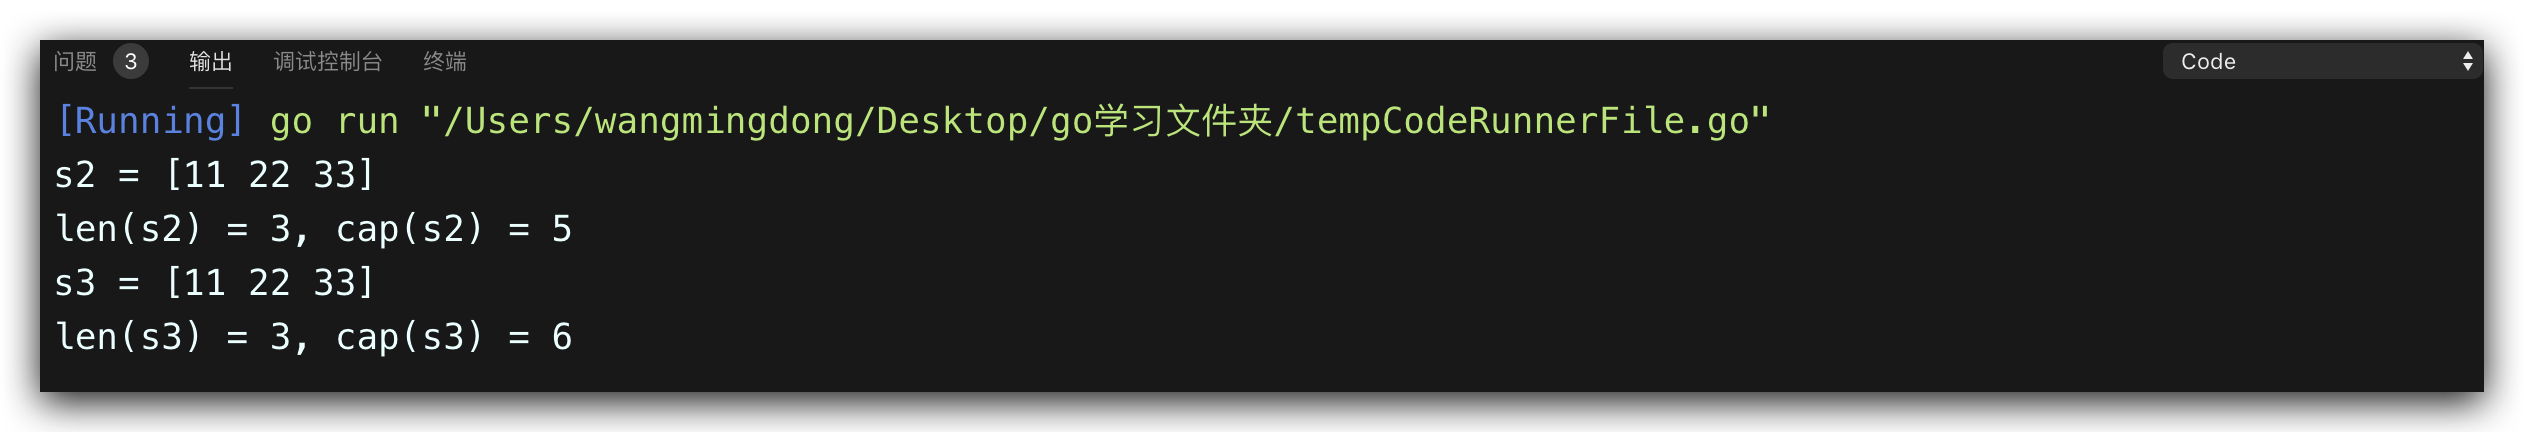 问题 3 输出 调试控制台 终端 Code
[Running] go run "/Users/wangmingdong/Desktop/go学习文件夹/tempCodeRunnerFile.go"
s2 = [11 22 33]
len(s2) = 3, cap(s2) = 5
s3 = [11 22 33]
len(s3) = 3, cap(s3) = 6